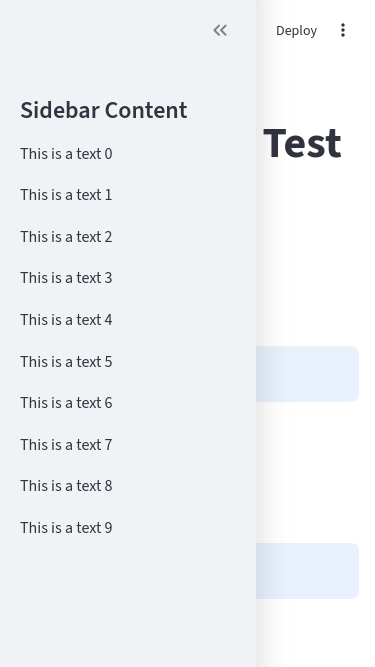 Deploy
Sidebar Content
Test
This is a text 0
This is a text 1
This is a text 2
This is a text 3
This is a text 4
This is a text 5
This is a text 6
This is a text 7
This is a text 8
This is a text 9